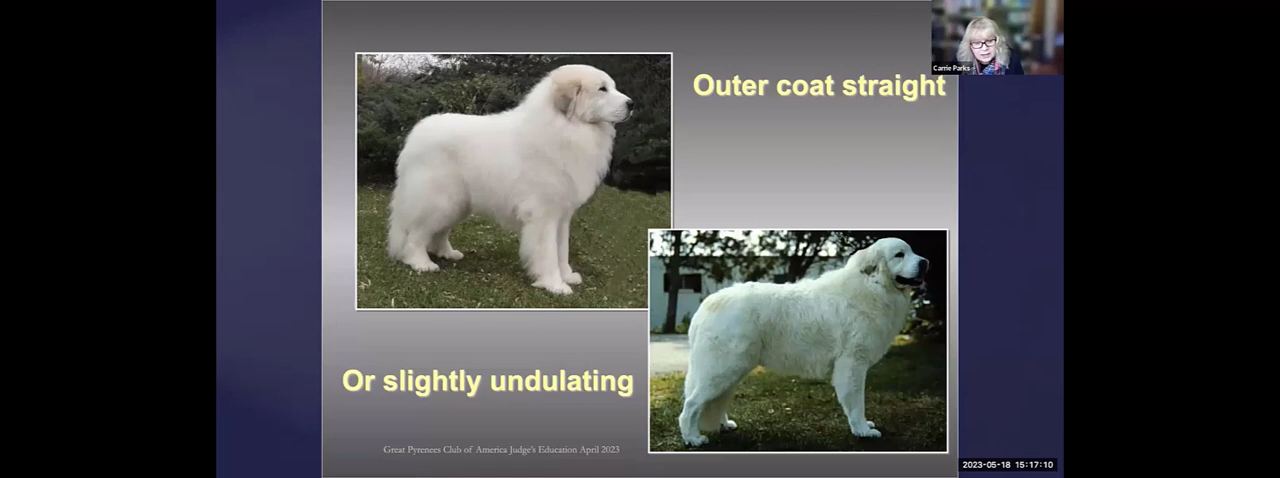 Carrie Parks
Outer coat straight
Or slightly undulating
Great Pyrenees Club of America Judge's Education April 2023
2023-05-18 15:17:10